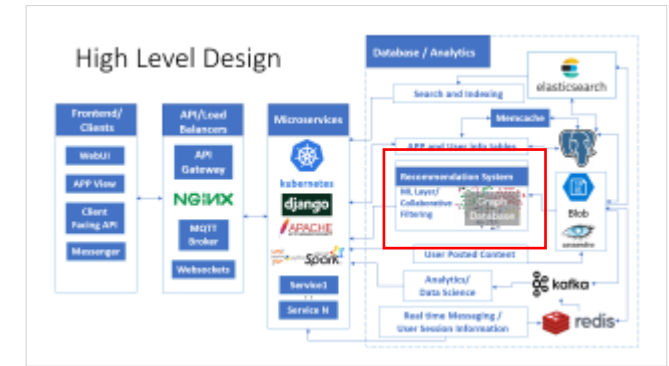 High Level Design
Database / Analytics
elasticsearch
Search and Indexing
Frontend/
Clients
API/Load
Balancers
Microservices
Memcache
APP and User info tables
WebUI
API
Gateway
kubernetes
Recommendation System
APP View
NGINX
django
ML Layer/
Collaborative
Filtering
Graph
Database
Blob
Client
Facing API
MQTT
Broker
APACHE
cassandra
Messenger
Websockets
Spark
User Posted Content
Service1
Analytics/
Data Science
kafka
Service N
Real time Messaging /
User Session Information
redis